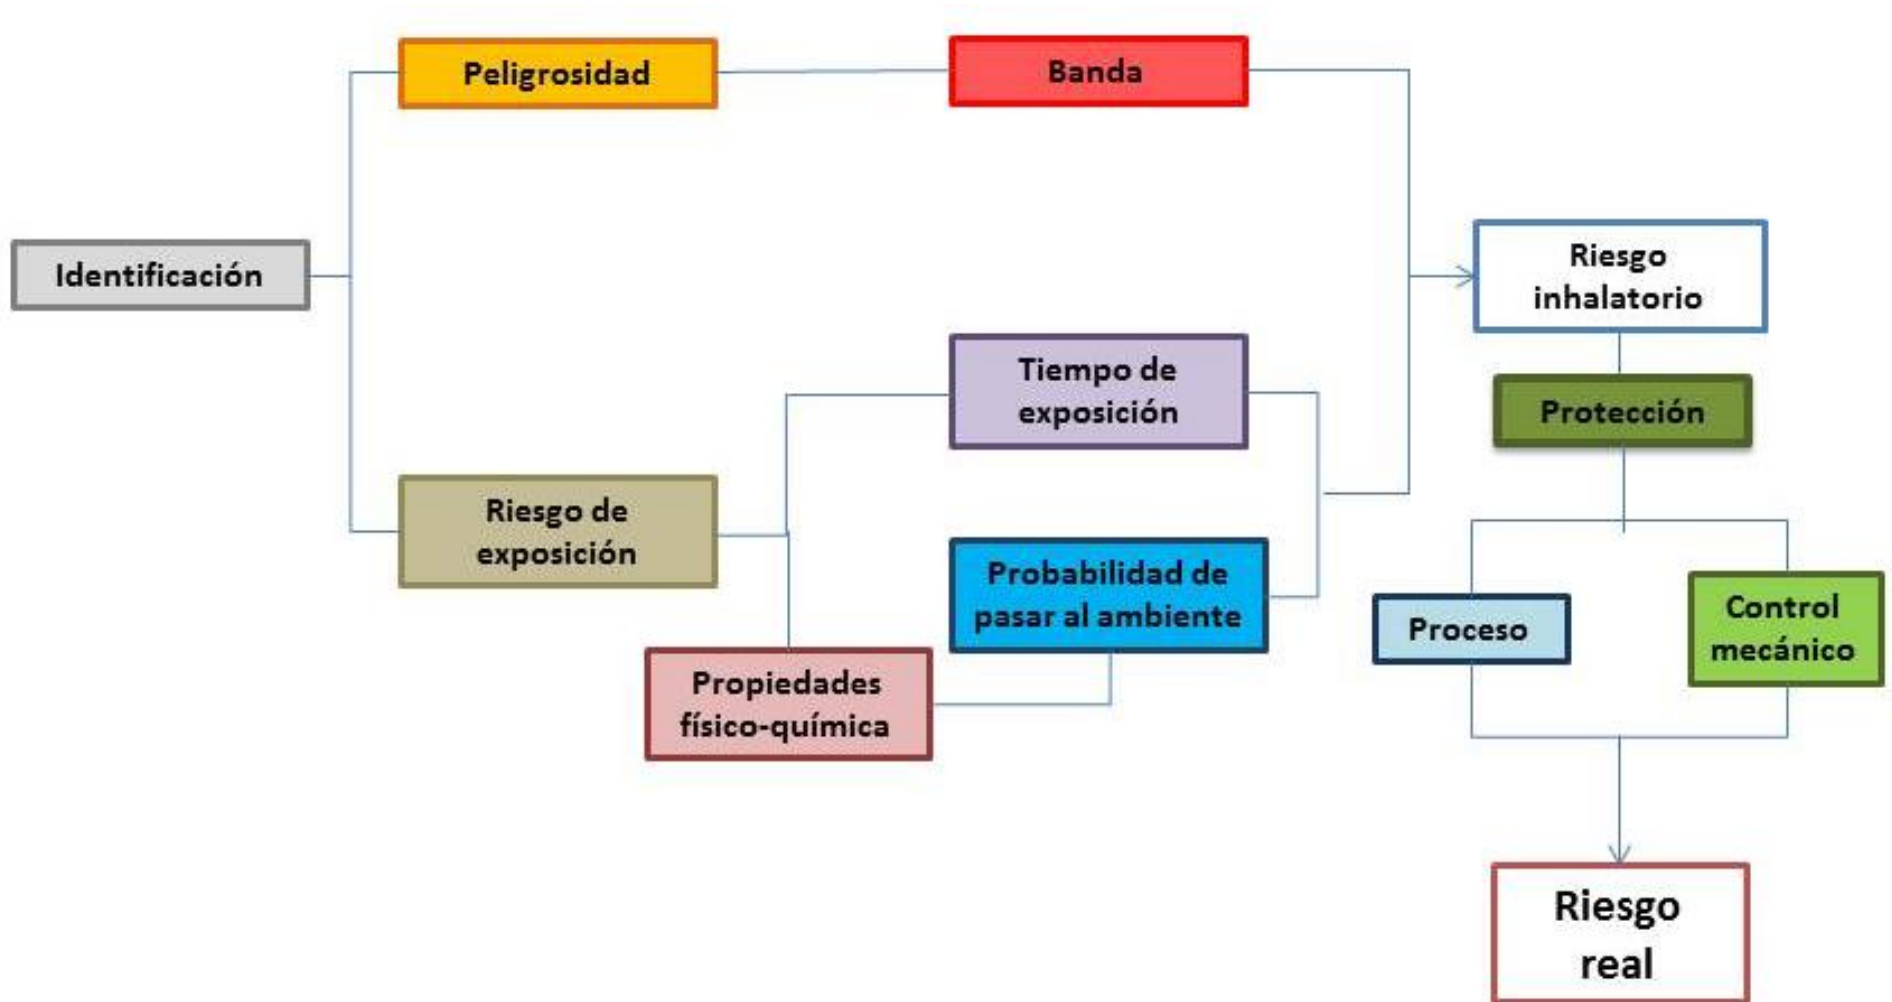 Peligrosidad
Banda
Identificación
Riesgo
inhalatorio
Tiempo de
exposición
Protección
Riesgo de
exposición
Probabilidad de
pasar al ambiente
Proceso
Control
mecánico
Propiedades
físico-química
Riesgo
real